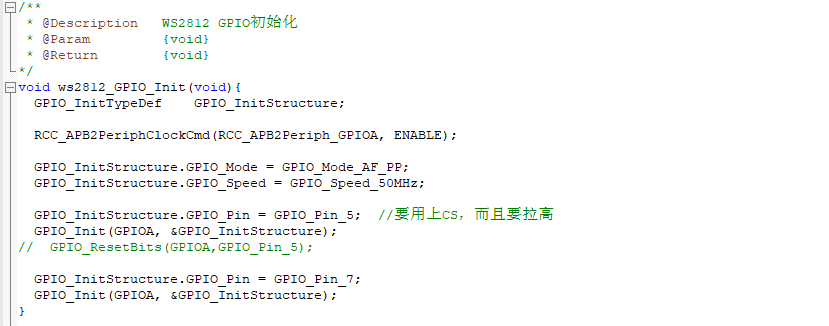 /**
 * @Description   WS2812 GPIO初始化
 * @Param         {void}
 * @Return        {void}
*/
void ws2812_GPIO_Init(void){
  GPIO_InitTypeDef    GPIO_InitStructure;
  RCC_APB2PeriphClockCmd(RCC_APB2Periph_GPIOA, ENABLE);
  GPIO_InitStructure.GPIO_Mode = GPIO_Mode_AF_PP;
  GPIO_InitStructure.GPIO_Speed = GPIO_Speed_50MHz;
  GPIO_InitStructure.GPIO_Pin = GPIO_Pin_5;  //要用上CS，而且要拉高
  GPIO_Init(GPIOA, &GPIO_InitStructure);
//  GPIO_ResetBits(GPIOA,GPIO_Pin_5);
  GPIO_InitStructure.GPIO_Pin = GPIO_Pin_7;
  GPIO_Init(GPIOA, &GPIO_InitStructure);
}